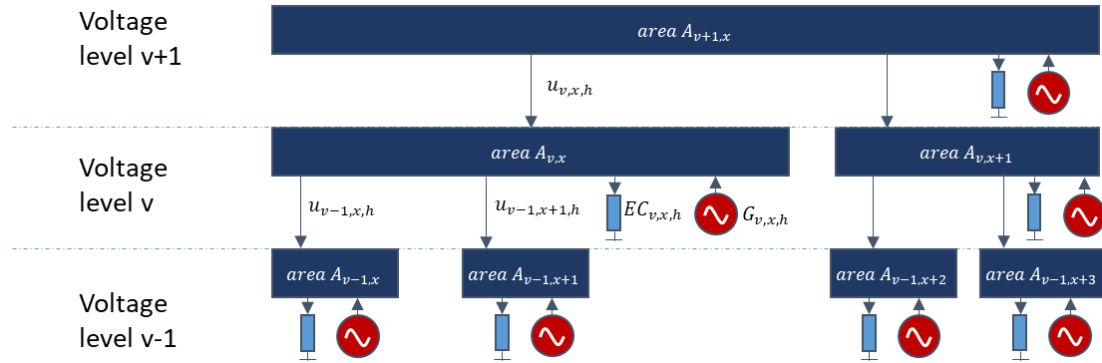 Voltage
level v+1
area A_{v+1,x}
u_{v,x,h}
Voltage
level v
area A_{v,x}
area A_{v,x+1}
u_{v−1,x,h}
u_{v−1,x+1,h}
EC_{v,x,h}
G_{v,x,h}
Voltage
level v-1
area A_{v−1,x}
area A_{v−1,x+1}
area A_{v−1,x+2}
area A_{v−1,x+3}